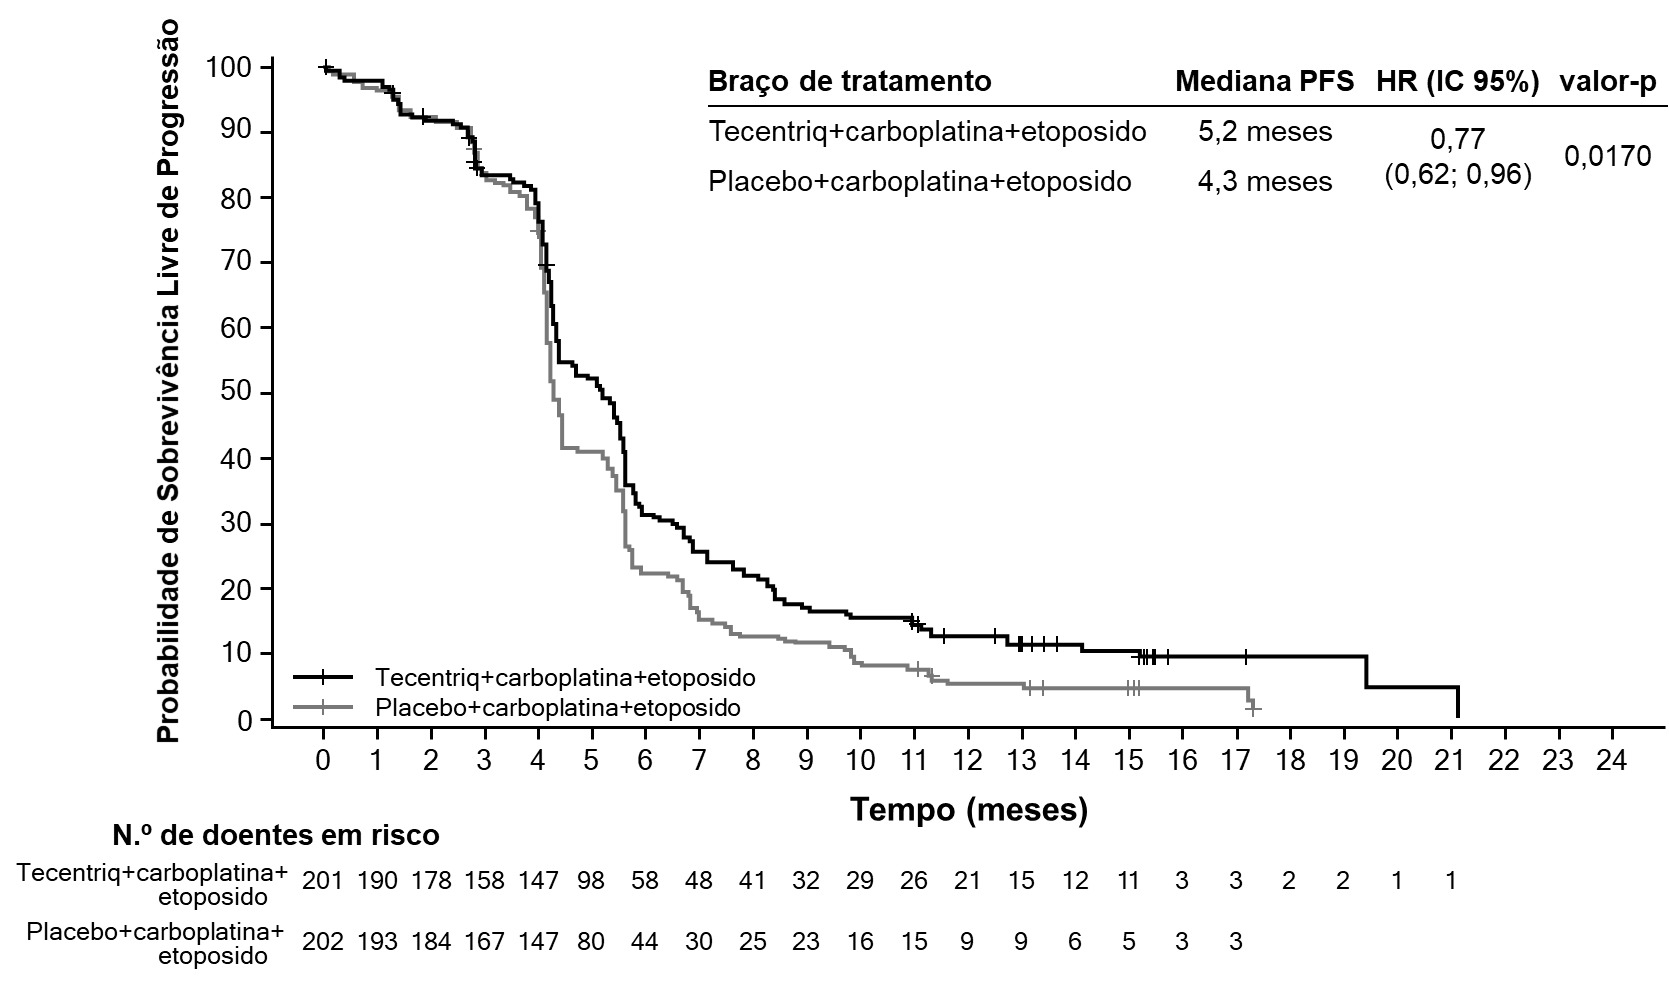 Probabilidade de Sobrevivência Livre de Progressão
100
90
80
70
60
50
40
30
20
10
0
Braço de tratamento Mediana PFS HR (IC 95%) valor-p
Tecentriq+carboplatina+etoposido 5,2 meses 0,77 (0,62; 0,96) 0,0170
Placebo+carboplatina+etoposido 4,3 meses
Tecentriq+carboplatina+etoposido
Placebo+carboplatina+etoposido
0 1 2 3 4 5 6 7 8 9 10 11 12 13 14 15 16 17 18 19 20 21 22 23 24
Tempo (meses)
N.º de doentes em risco
Tecentriq+carboplatina+
etoposido 201 190 178 158 147 98 58 48 41 32 29 26 21 15 12 11 3 3 2 2 1 1
Placebo+carboplatina+
etoposido 202 193 184 167 147 80 44 30 25 23 16 15 9 9 6 5 3 3